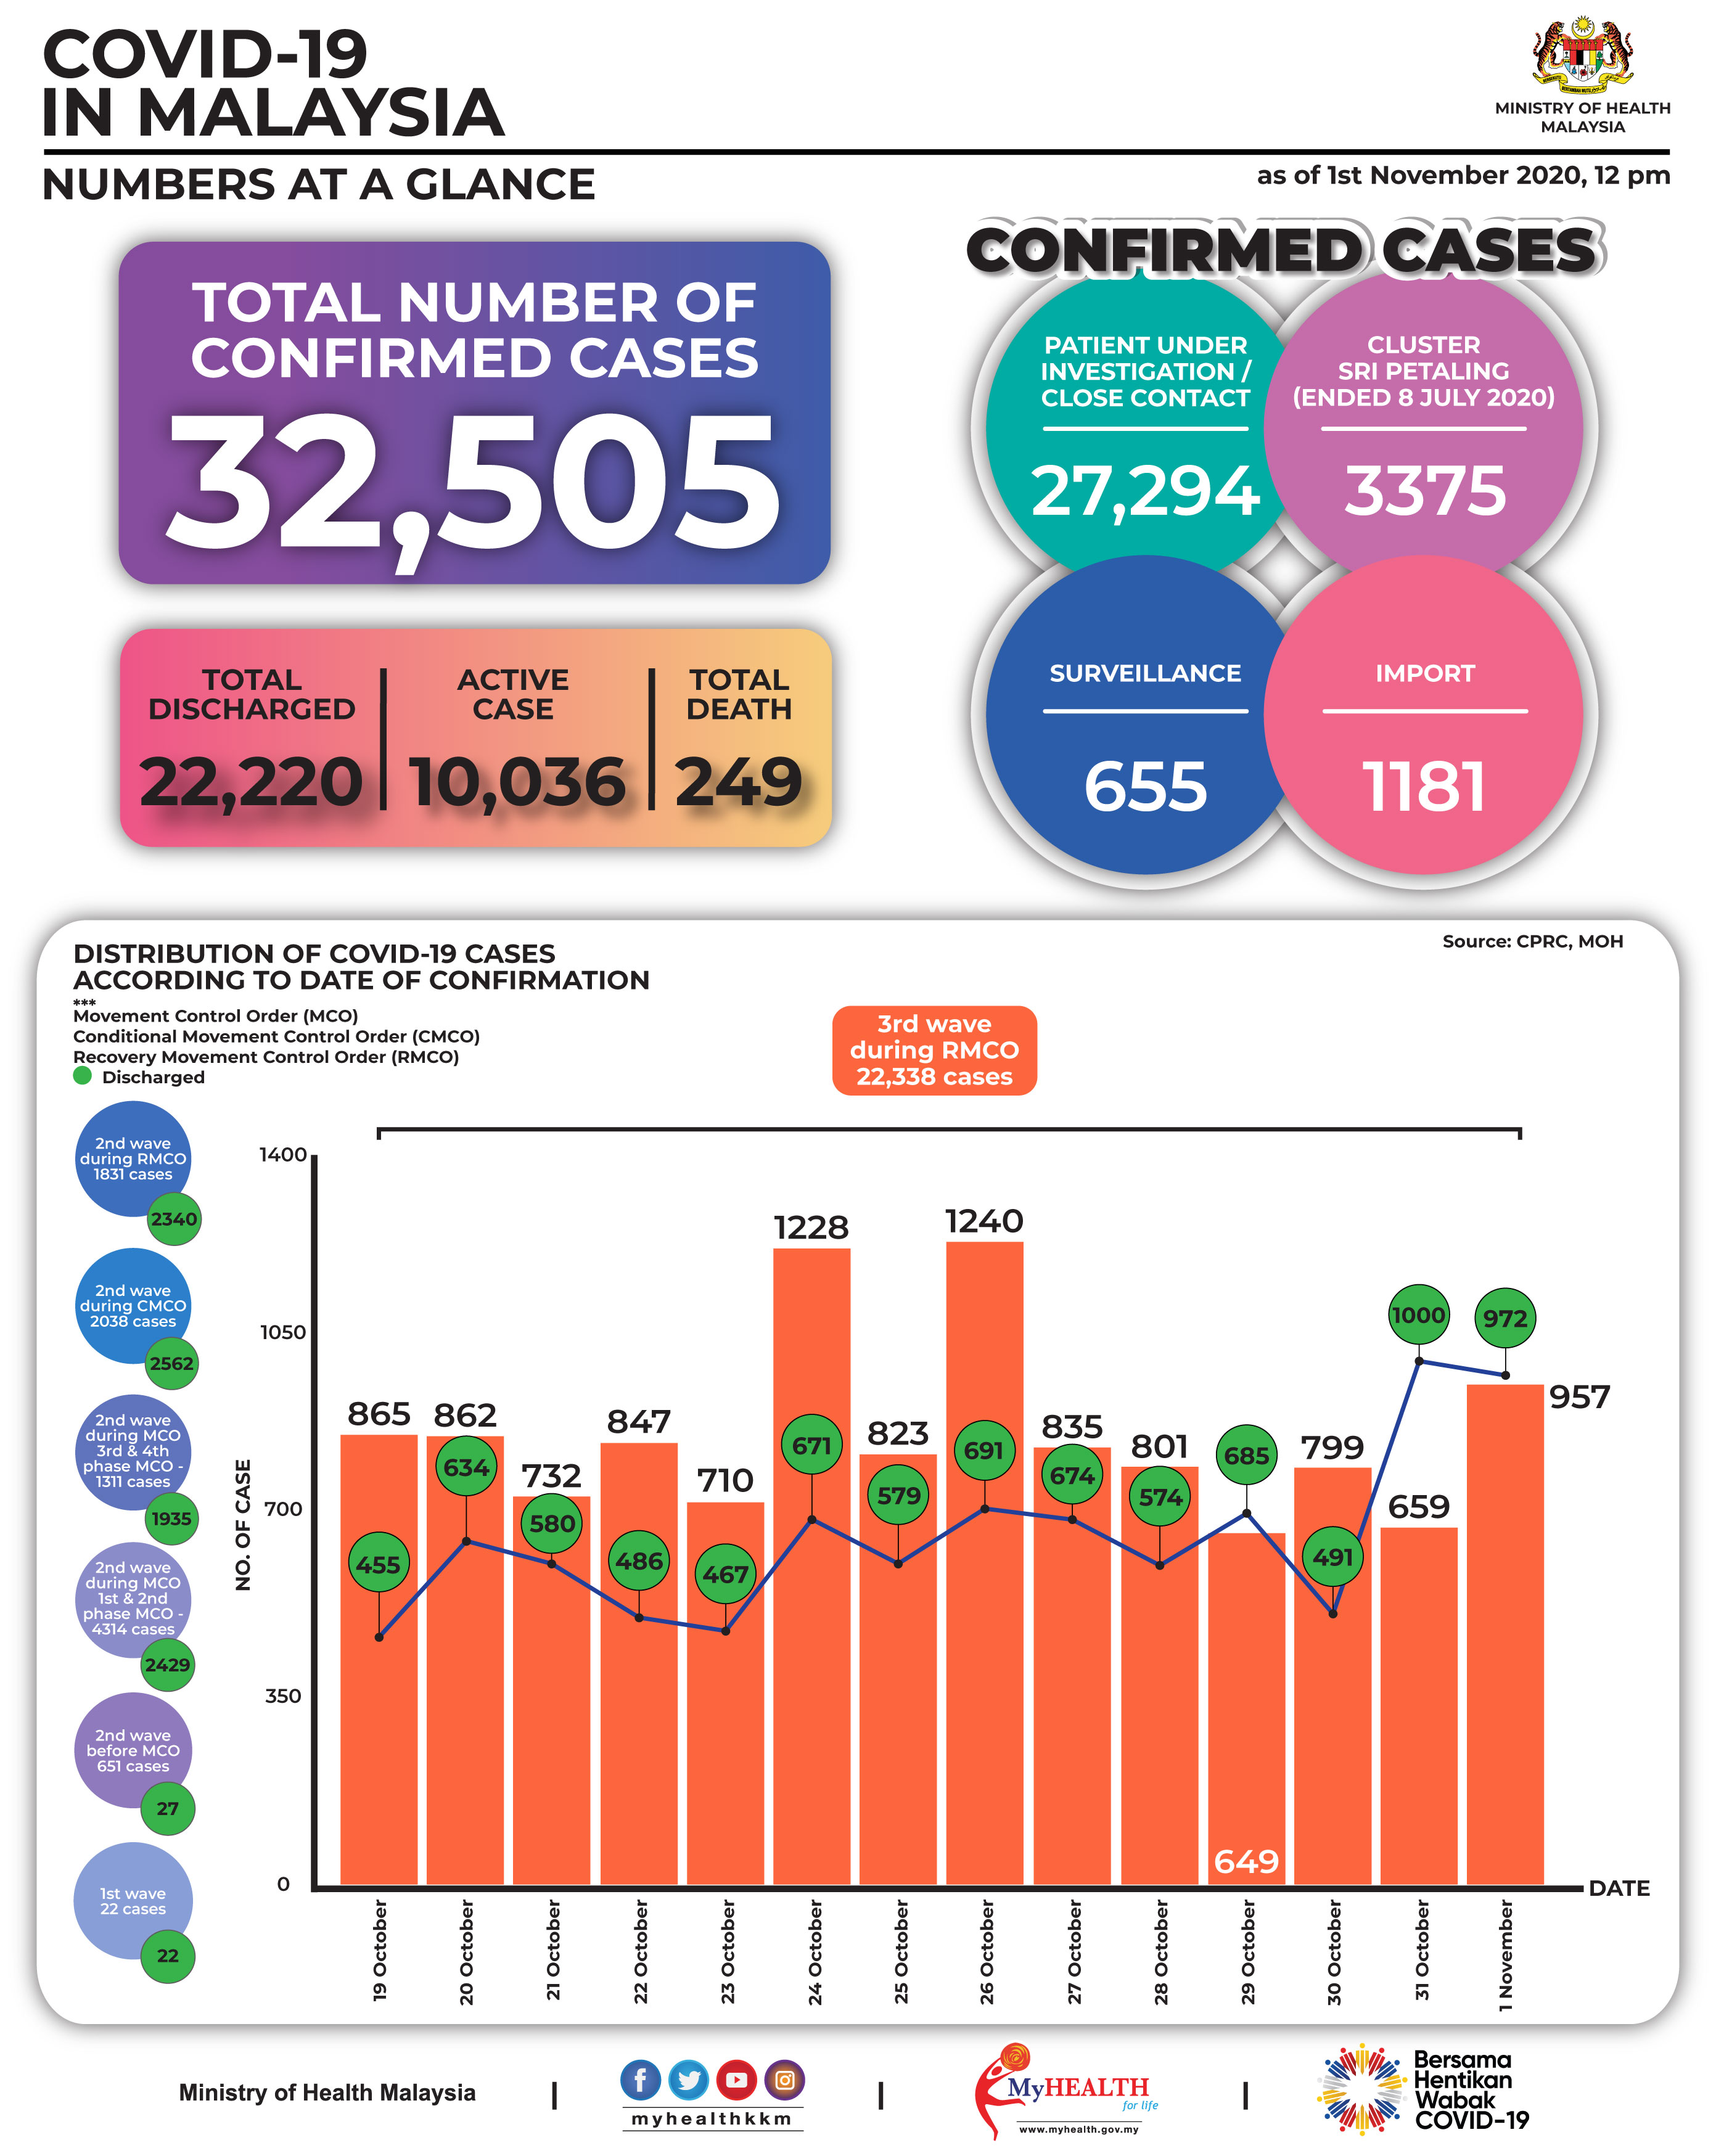 COVID-19
IN MALAYSIA
MINISTRY OF HEALTH
MALAYSIA
NUMBERS AT A GLANCE
as of 1st November 2020, 12 pm
TOTAL NUMBER OF
CONFIRMED CASES
32,505
TOTAL
DISCHARGED
22,220
ACTIVE
CASE
10,036
TOTAL
DEATH
249
CONFIRMED CASES
PATIENT UNDER
INVESTIGATION /
CLOSE CONTACT
27,294
CLUSTER
SRI PETALING
(ENDED 8 JULY 2020)
3375
SURVEILLANCE
655
IMPORT
1181
DISTRIBUTION OF COVID-19 CASES
ACCORDING TO DATE OF CONFIRMATION
Source: CPRC, MOH
***
Movement Control Order (MCO)
Conditional Movement Control Order (CMCO)
Recovery Movement Control Order (RMCO)
Discharged
3rd wave
during RMCO
22,338 cases
2nd wave
during RMCO
1831 cases
2340
2nd wave
during CMCO
2038 cases
2562
2nd wave
during MCO
3rd & 4th
phase MCO -
1311 cases
1935
2nd wave
during MCO
1st & 2nd
phase MCO -
4314 cases
2429
2nd wave
before MCO
651 cases
27
1st wave
22 cases
22
NO. OF CASE
1400
1050
700
350
0
865
862
732
847
710
1228
823
1240
835
801
649
799
659
957
455
634
580
486
467
671
579
691
674
574
685
491
1000
972
DATE
19 October
20 October
21 October
22 October
23 October
24 October
25 October
26 October
27 October
28 October
29 October
30 October
31 October
1 November
Ministry of Health Malaysia
myhealthkkm
MyHEALTH
for life
www.myhealth.gov.my
Bersama
Hentikan
Wabak
COVID-19